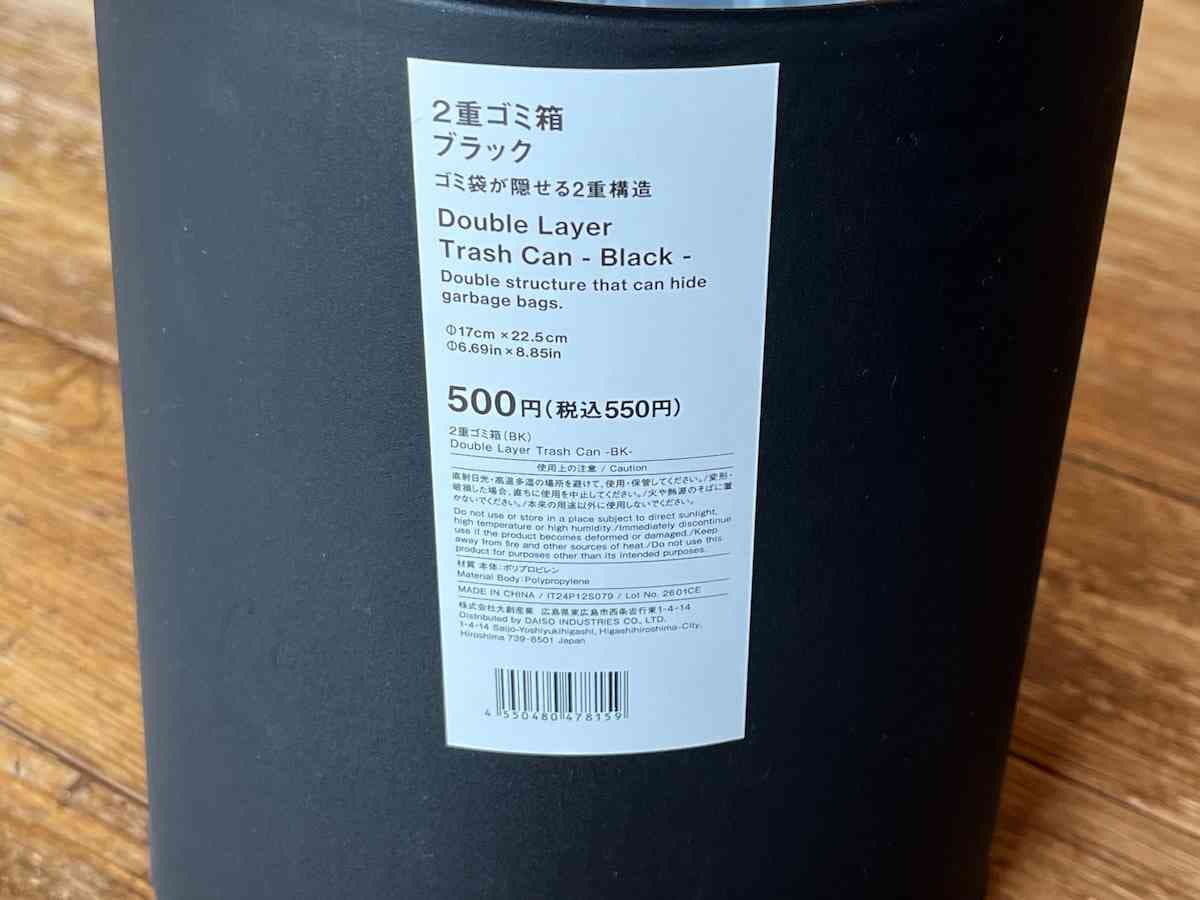 2重ゴミ箱
ブラック
ゴミ袋が隠せる2重構造
Double Layer
Trash Can - Black -
Double structure that can hide
garbage bags.
Φ17cm×22.5cm
Φ6.69in×8.85in
500円(税込550円)
2重ゴミ箱(BK)
Double Layer Trash Can -BK-
使用上の注意 / Caution
直射日光・高温多湿の場所を避けて、使用・保管してください。/変形・
破損した場合、直ちに使用を中止してください。/火や熱源のそばに置
かないでください。/本来の用途以外に使用しないでください。
Do not use or store in a place subject to direct sunlight,
high temperature or high humidity./Immediately discontinue
use if the product becomes deformed or damaged./Keep
away from fire and other sources of heat./Do not use this
product for purposes other than its intended purposes.
材質 本体:ポリプロピレン
Material Body:Polypropylene
MADE IN CHINA / IT24P12S079 / Lot No. 2601CE
株式会社大創産業 広島県東広島市西条吉行東1-4-14
Distributed by DAISO INDUSTRIES CO., LTD.
1-4-14 Saijo-Yoshiyukihigashi, Higashihiroshima-City,
Hiroshima 739-8501 Japan
4 550480 478159